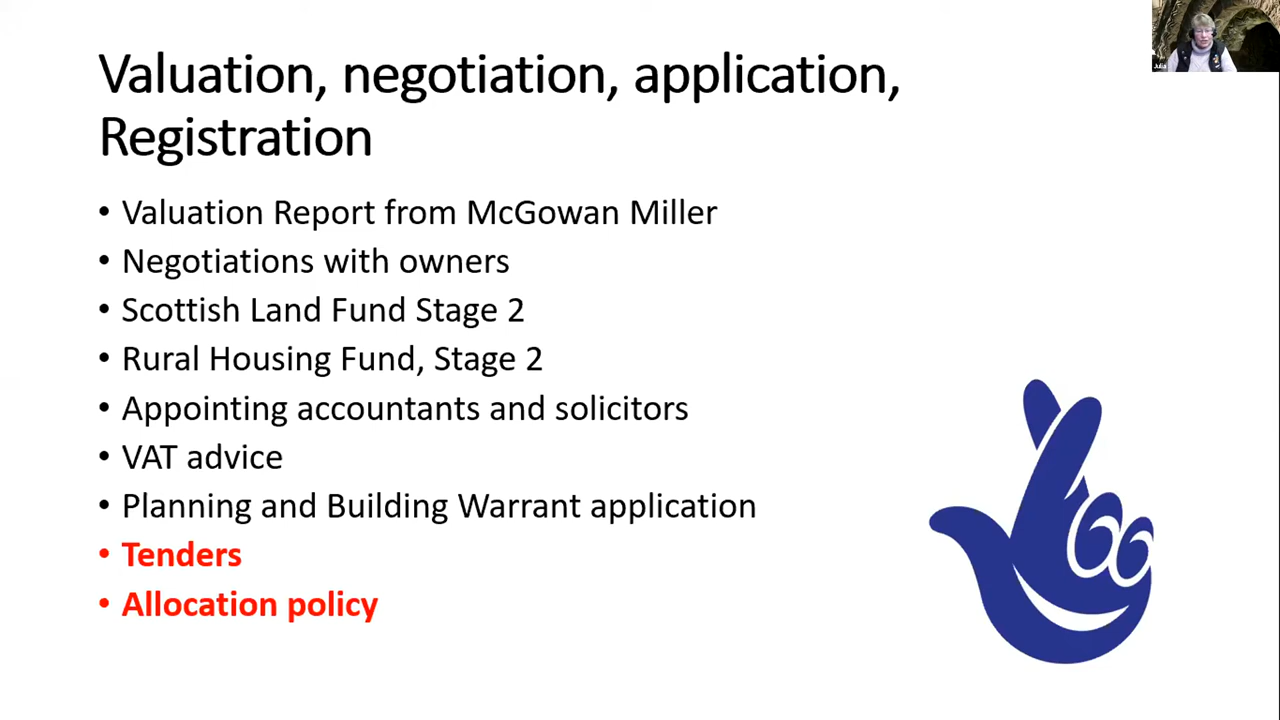 Valuation, negotiation, application,
Registration
• Valuation Report from McGowan Miller
• Negotiations with owners
• Scottish Land Fund Stage 2
• Rural Housing Fund, Stage 2
• Appointing accountants and solicitors
• VAT advice
• Planning and Building Warrant application
• Tenders
• Allocation policy
Julia